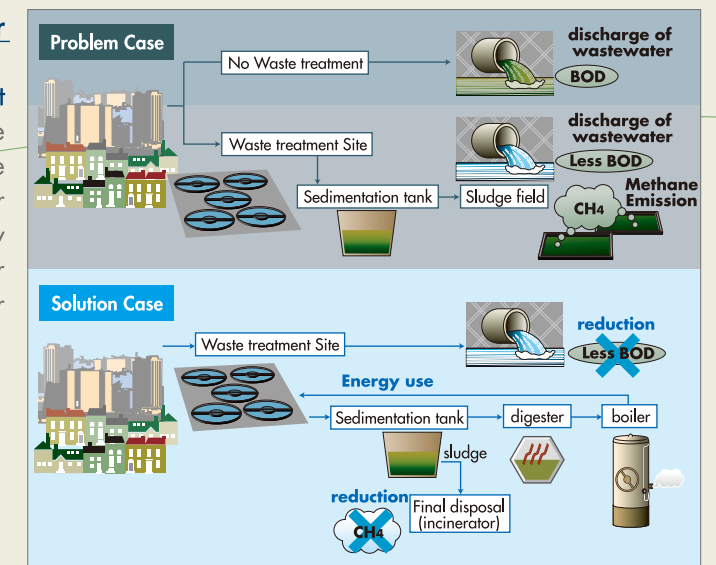 Problem Case
No Waste treatment
discharge of
wastewater
BOD
Waste treatment Site
discharge of
wastewater
Less BOD
Sedimentation tank
Sludge field
Methane
Emission
CH4
Solution Case
Waste treatment Site
reduction
Less BOD
Energy use
Sedimentation tank
digester
boiler
sludge
reduction
CH4
Final disposal
(incinerator)